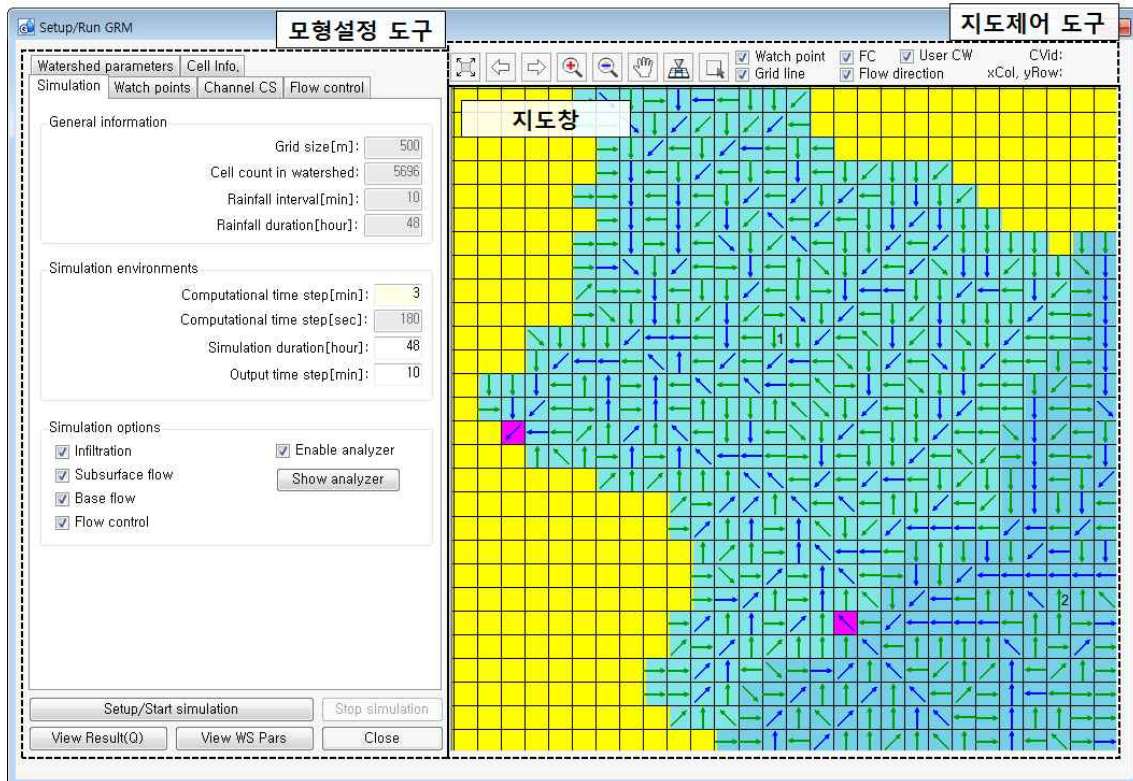 Setup/Run GRM
모형설정 도구
지도제어 도구
Watershed parameters
Cell Info.
Simulation
Watch points
Channel CS
Flow control
Watch point
FC
User CW
CVid:
Grid line
Flow direction
xCol, yRow:
지도창
General information
Grid size[m]: 500
Cell count in watershed: 5696
Rainfall interval[min]: 10
Rainfall duration[hour]: 48
Simulation environments
Computational time step[min]: 3
Computational time step[sec]: 180
Simulation duration[hour]: 48
Output time step[min]: 10
Simulation options
Infiltration
Enable analyzer
Subsurface flow
Show analyzer
Base flow
Flow control
1
2
Setup/Start simulation
Stop simulation
View Result(Q)
View WS Pars
Close